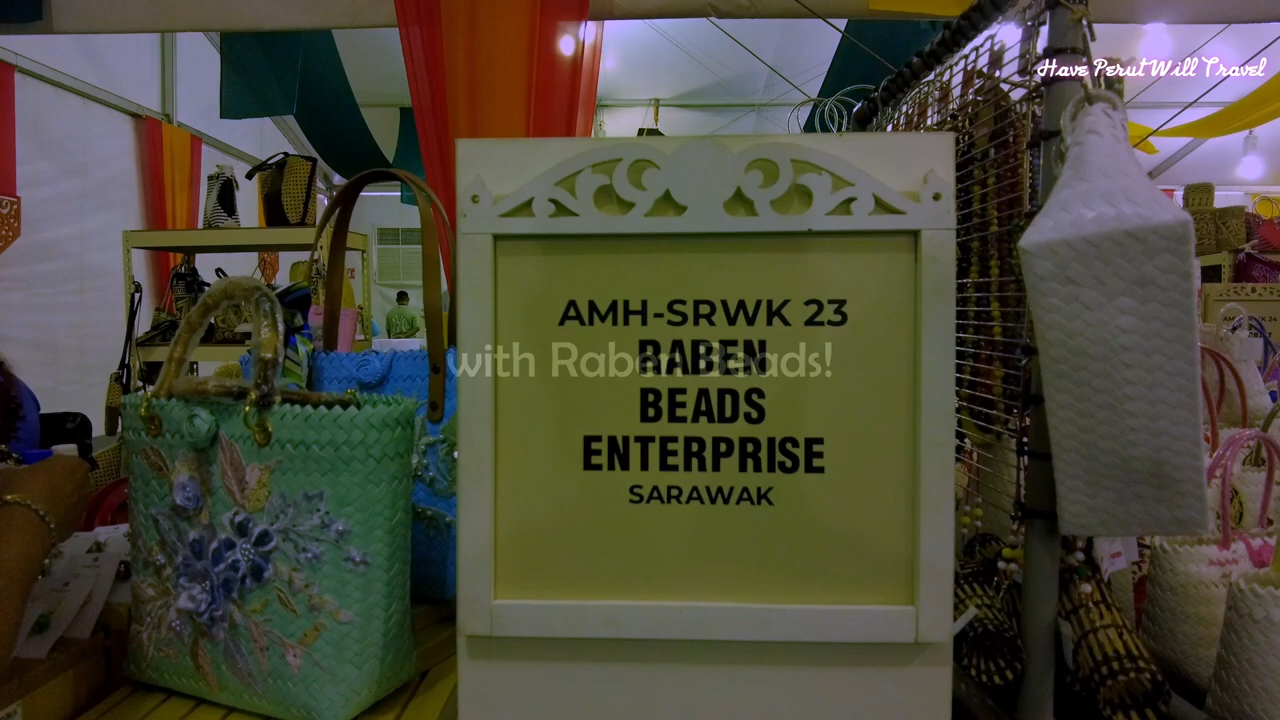 Have Perut Will Travel
AMH-SRWK 23
RABEN
with Raben Beads!
BEADS
ENTERPRISE
SARAWAK